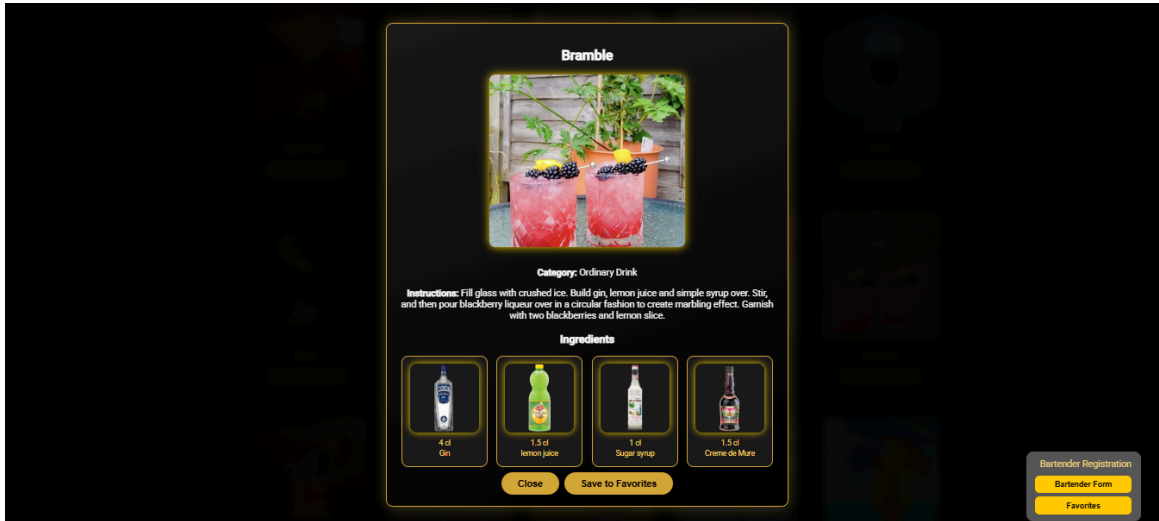 Bramble
Category: Ordinary Drink
Instructions: Fill glass with crushed ice. Build gin, lemon juice and simple syrup over. Stir,
and then pour blackberry liqueur over in a circular fashion to create marbling effect. Garnish
with two blackberries and lemon slice.
Ingredients
4 cl
Gin
1.5 cl
lemon juice
1 cl
Sugar syrup
1.5 cl
Creme de Mure
Close
Save to Favorites
Bartender Registration
Bartender Form
Favorites